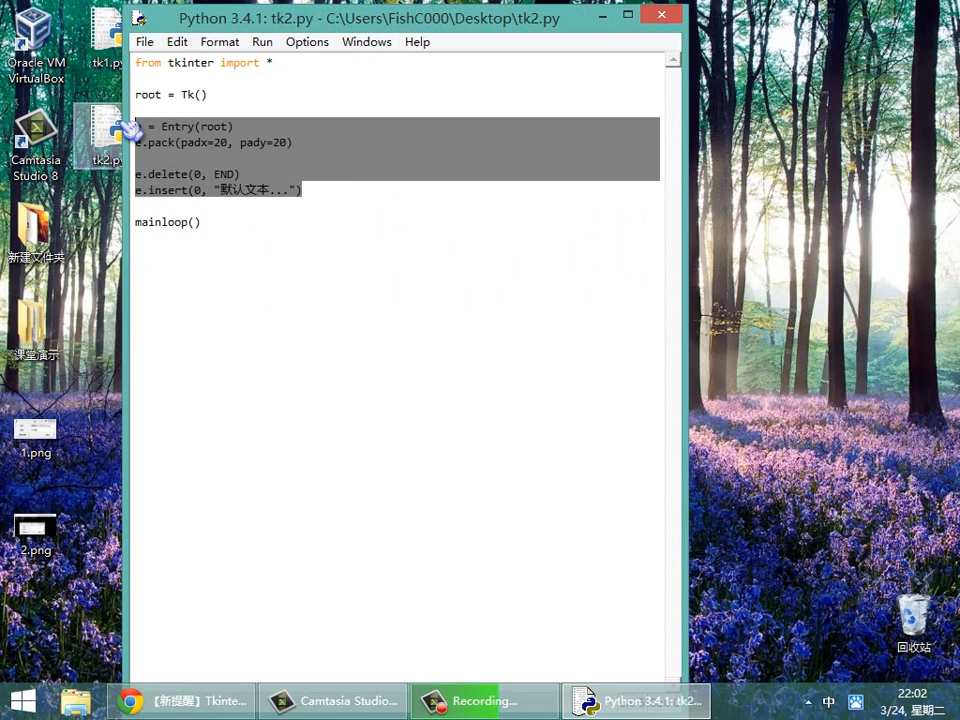 Python 3.4.1: tk2.py - C:\Users\FishC000\Desktop\tk2.py
File Edit Format Run Options Windows Help
from tkinter import *
root = Tk()
= Entry(root)
e.pack(padx=20, pady=20)
e.delete(0, END)
e.insert(0, "默认文本...")
mainloop()
Oracle VM
VirtualBox
tk1.py
Camtasia
Studio 8
tk2.py
新建文件夹
课堂演示
1.png
2.png
回收站
【新提醒】Tkinte...
Camtasia Studio...
Recording...
Python 3.4.1: tk2...
中
22:02
3/24, 星期二